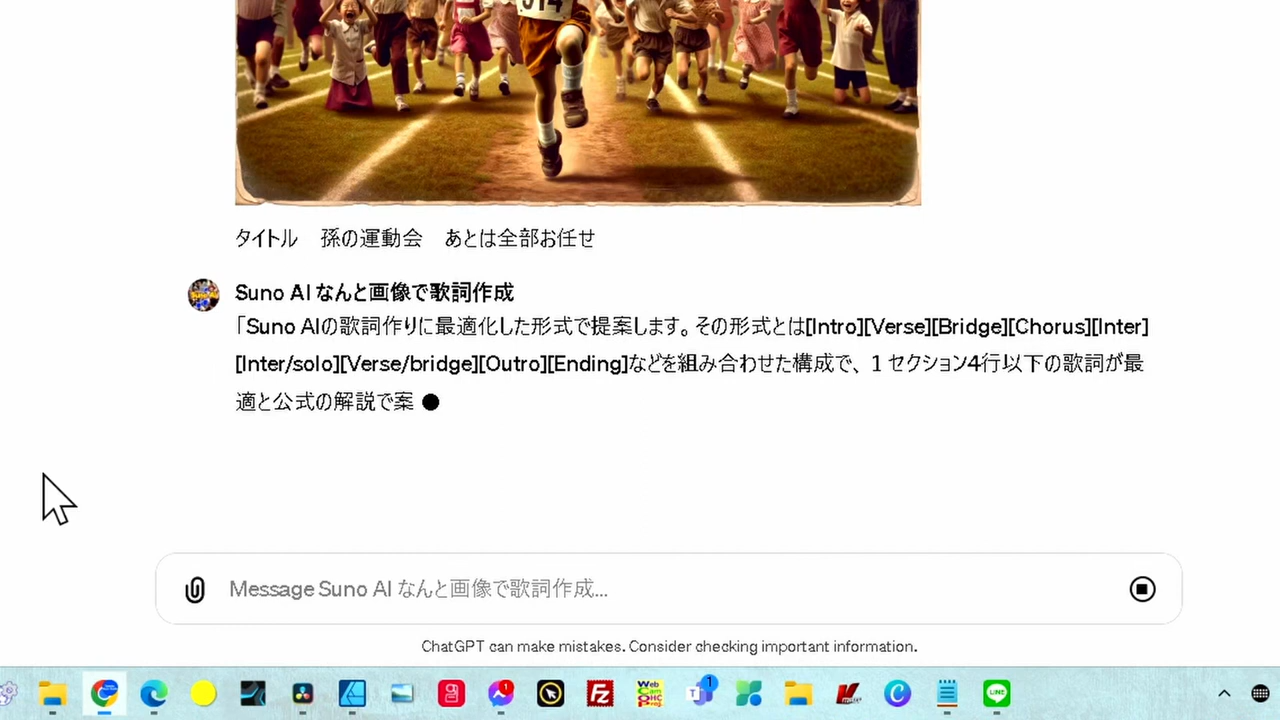 514
タイトル　孫の運動会　あとは全部お任せ
Suno AI なんと画像で歌詞作成
「Suno AIの歌詞作りに最適化した形式で提案します。その形式とは[Intro][Verse][Bridge][Chorus][Inter]
[Inter/solo][Verse/bridge][Outro][Ending]などを組み合わせた構成で、１セクション4行以下の歌詞が最
適と公式の解説で案
Message Suno AI なんと画像で歌詞作成...
ChatGPT can make mistakes. Consider checking important information.
1
1
Web
Cam
OHC
LINE